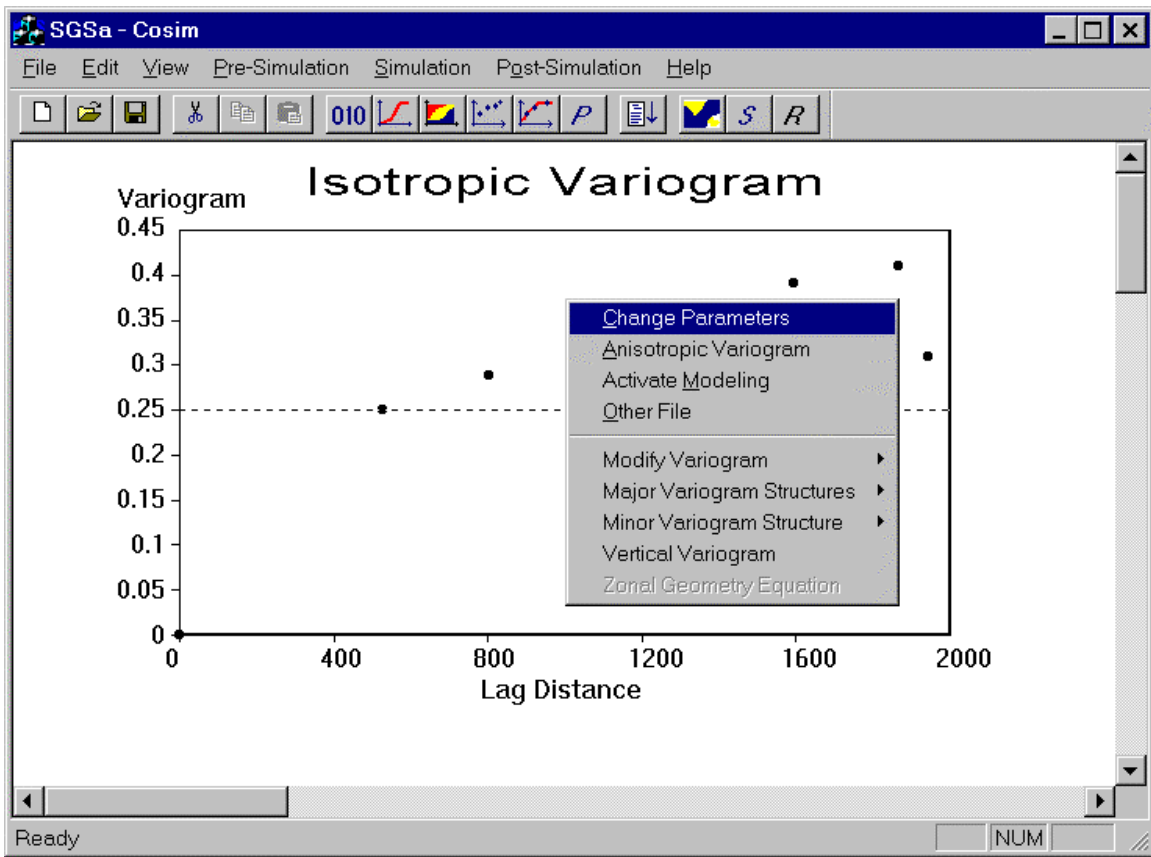 SGSa - Cosim
File Edit View Pre-Simulation Simulation Post-Simulation Help
010 P S R
Isotropic Variogram
Variogram
0.45
0.4
0.35
0.3
0.25
0.2
0.15
0.1
0.05
0
0 400 800 1200 1600 2000
Lag Distance
Change Parameters
Anisotropic Variogram
Activate Modeling
Other File
Modify Variogram
Major Variogram Structures
Minor Variogram Structure
Vertical Variogram
Zonal Geometry Equation
Ready NUM